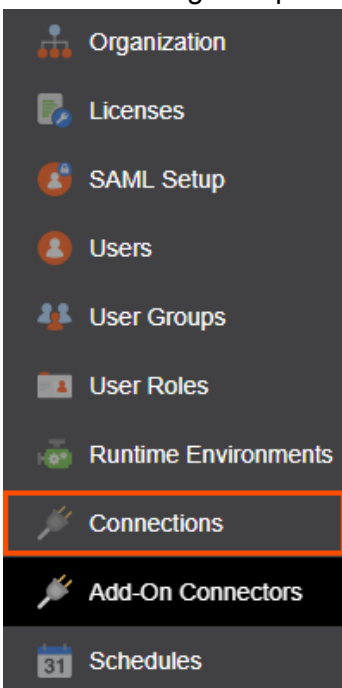 Organization
Licenses
SAML Setup
Users
User Groups
User Roles
Runtime Environments
Connections
Add-On Connectors
31 Schedules